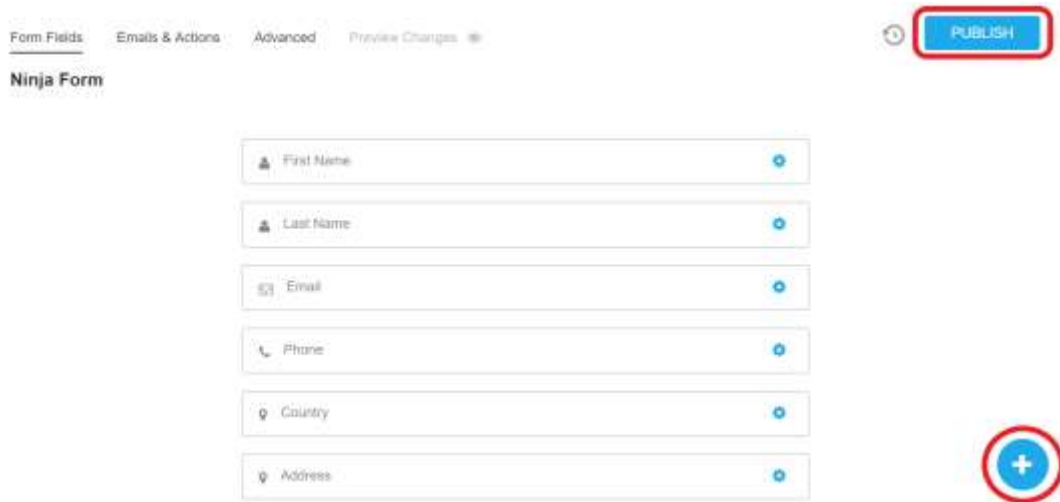 Form Fields Emails & Actions Advanced Preview Changes PUBLISH
Ninja Form
First Name
Last Name
Email
Phone
Country
Address